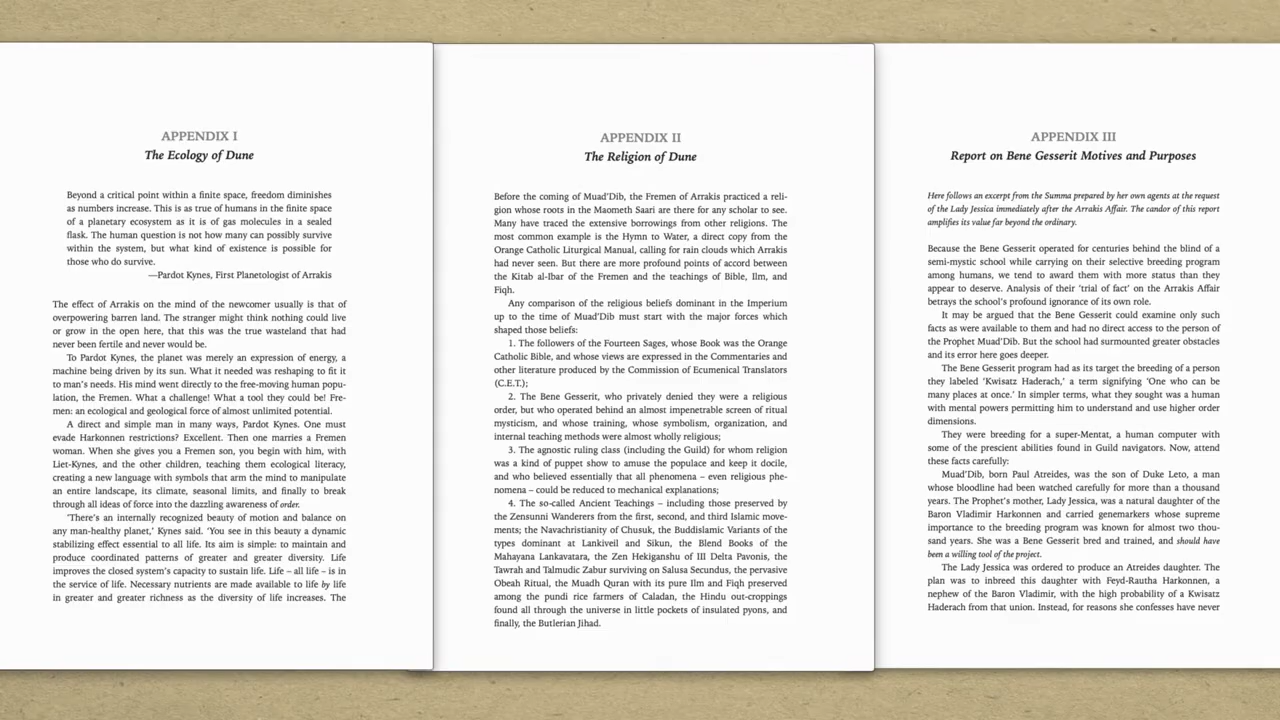 APPENDIX I
The Ecology of Dune
Beyond a critical point within a finite space, freedom diminishes
as numbers increase. This is as true of humans in the finite space
of a planetary ecosystem as it is of gas molecules in a sealed
flask. The human question is not how many can possibly survive
within the system, but what kind of existence is possible for
those who do survive.
—Pardot Kynes, First Planetologist of Arrakis
The effect of Arrakis on the mind of the newcomer usually is that of
overpowering barren land. The stranger might think nothing could live
or grow in the open here, that this was the true wasteland that had
never been fertile and never would be.
To Pardot Kynes, the planet was merely an expression of energy, a
machine being driven by its sun. What it needed was reshaping to fit it
to man's needs. His mind went directly to the free-moving human popu-
lation, the Fremen. What a challenge! What a tool they could be! Fre-
men: an ecological and geological force of almost unlimited potential.
A direct and simple man in many ways, Pardot Kynes. One must
evade Harkonnen restrictions? Excellent. Then one marries a Fremen
woman. When she gives you a Fremen son, you begin with him, with
Liet-Kynes, and the other children, teaching them ecological literacy,
creating a new language with symbols that arm the mind to manipulate
an entire landscape, its climate, seasonal limits, and finally to break
through all ideas of force into the dazzling awareness of order.
'There's an internally recognized beauty of motion and balance on
any man-healthy planet,' Kynes said. 'You see in this beauty a dynamic
stabilizing effect essential to all life. Its aim is simple: to maintain and
produce coordinated patterns of greater and greater diversity. Life
improves the closed system's capacity to sustain life. Life – all life – is in
the service of life. Necessary nutrients are made available to life by life
in greater and greater richness as the diversity of life increases. The
APPENDIX II
The Religion of Dune
Before the coming of Muad'Dib, the Fremen of Arrakis practiced a reli-
gion whose roots in the Maometh Saari are there for any scholar to see.
Many have traced the extensive borrowings from other religions. The
most common example is the Hymn to Water, a direct copy from the
Orange Catholic Liturgical Manual, calling for rain clouds which Arrakis
had never seen. But there are more profound points of accord between
the Kitab al-Ibar of the Fremen and the teachings of Bible, Ilm, and
Fiqh.
Any comparison of the religious beliefs dominant in the Imperium
up to the time of Muad'Dib must start with the major forces which
shaped those beliefs:
1. The followers of the Fourteen Sages, whose Book was the Orange
Catholic Bible, and whose views are expressed in the Commentaries and
other literature produced by the Commission of Ecumenical Translators
(C.E.T.);
2. The Bene Gesserit, who privately denied they were a religious
order, but who operated behind an almost impenetrable screen of ritual
mysticism, and whose training, whose symbolism, organization, and
internal teaching methods were almost wholly religious;
3. The agnostic ruling class (including the Guild) for whom religion
was a kind of puppet show to amuse the populace and keep it docile,
and who believed essentially that all phenomena – even religious phe-
nomena – could be reduced to mechanical explanations;
4. The so-called Ancient Teachings – including those preserved by
the Zensunni Wanderers from the first, second, and third Islamic move-
ments; the Navachristianity of Chusuk, the Buddislamic Variants of the
types dominant at Lankiveil and Sikun, the Blend Books of the
Mahayana Lankavatara, the Zen Hekiganshu of III Delta Pavonis, the
Tawrah and Talmudic Zabur surviving on Salusa Secundus, the pervasive
Obeah Ritual, the Muadh Quran with its pure Ilm and Fiqh preserved
among the pundi rice farmers of Caladan, the Hindu out-croppings
found all through the universe in little pockets of insulated pyons, and
finally, the Butlerian Jihad.
APPENDIX III
Report on Bene Gesserit Motives and Purposes
Here follows an excerpt from the Summa prepared by her own agents at the request
of the Lady Jessica immediately after the Arrakis Affair. The candor of this report
amplifies its value far beyond the ordinary.
Because the Bene Gesserit operated for centuries behind the blind of a
semi-mystic school while carrying on their selective breeding program
among humans, we tend to award them with more status than they
appear to deserve. Analysis of their 'trial of fact' on the Arrakis Affair
betrays the school's profound ignorance of its own role.
It may be argued that the Bene Gesserit could examine only such
facts as were available to them and had no direct access to the person of
the Prophet Muad'Dib. But the school had surmounted greater obstacles
and its error here goes deeper.
The Bene Gesserit program had as its target the breeding of a person
they labeled 'Kwisatz Haderach,' a term signifying 'One who can be
many places at once.' In simpler terms, what they sought was a human
with mental powers permitting him to understand and use higher order
dimensions.
They were breeding for a super-Mentat, a human computer with
some of the prescient abilities found in Guild navigators. Now, attend
these facts carefully:
Muad'Dib, born Paul Atreides, was the son of Duke Leto, a man
whose bloodline had been watched carefully for more than a thousand
years. The Prophet's mother, Lady Jessica, was a natural daughter of the
Baron Vladimir Harkonnen and carried genemarkers whose supreme
importance to the breeding program was known for almost two thou-
sand years. She was a Bene Gesserit bred and trained, and should have
been a willing tool of the project.
The Lady Jessica was ordered to produce an Atreides daughter. The
plan was to inbreed this daughter with Feyd-Rautha Harkonnen, a
nephew of the Baron Vladimir, with the high probability of a Kwisatz
Haderach from that union. Instead, for reasons she confesses have never